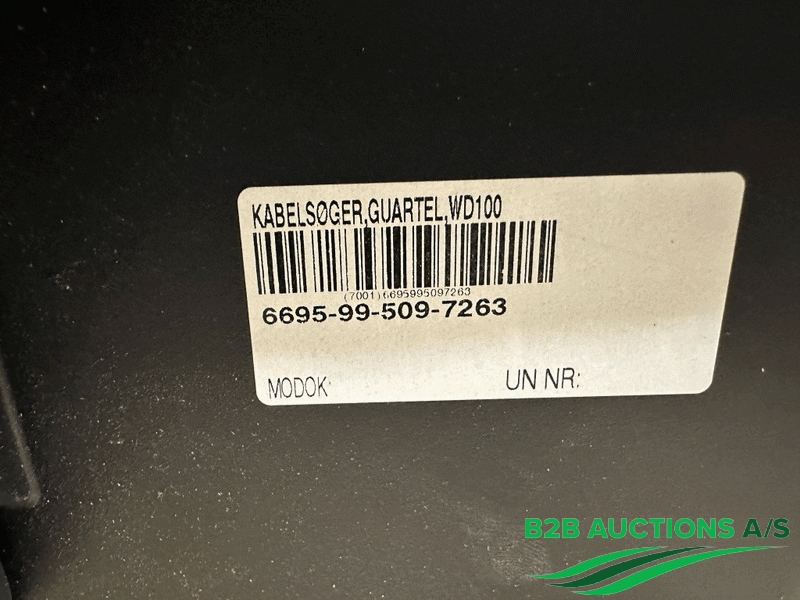 KABELSØGER,GUARTEL,WD100
(7001)6695995097263
6695-99-509-7263
MODOK:
UN NR:
B2B AUCTIONS A/S